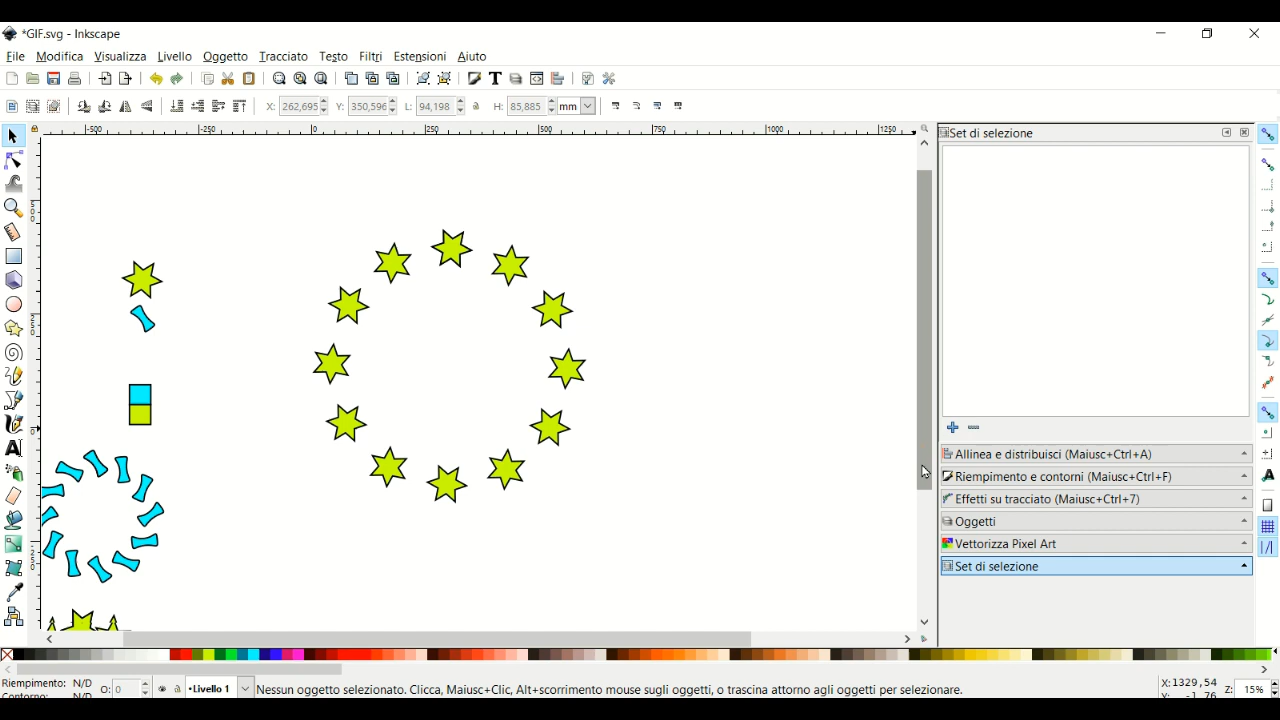 *GIF.svg - Inkscape
File Modifica Visualizza Livello Oggetto Tracciato Testo Filtri Estensioni Aiuto
X: 262,695 Y: 350,596 L: 94,198 H: 85,885 mm
-500 -250 0 250 500 750 1000 1250
Set di selezione
Allinea e distribuisci (Maiusc+Ctrl+A)
Riempimento e contorni (Maiusc+Ctrl+F)
Effetti su tracciato (Maiusc+Ctrl+7)
Oggetti
Vettorizza Pixel Art
Set di selezione
Riempimento: N/D O: 0 •Livello 1 Nessun oggetto selezionato. Clicca, Maiusc+Clic, Alt+scorrimento mouse sugli oggetti, o trascina attorno agli oggetti per selezionare. X:1329,54 Z: 15%
Contorno: N/D Y: -1,76